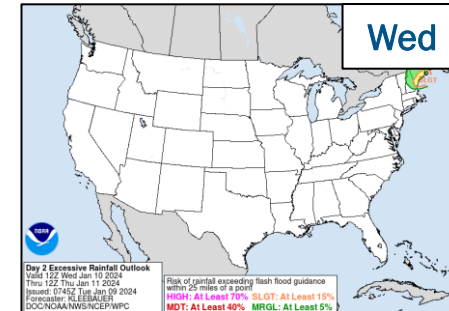 Wed
SLGT
noaa
Day 2 Excessive Rainfall Outlook
Valid 12Z Wed Jan 10 2024
Thru 12Z Thu Jan 11 2024
Issued: 0745Z Tue Jan 09 2024
Forecaster: KLEEBAUER
DOC/NOAA/NWS/NCEP/WPC
Risk of rainfall exceeding flash flood guidance
within 25 miles of a point
HIGH: At Least 70% SLGT: At Least 15%
MDT: At Least 40% MRGL: At Least 5%